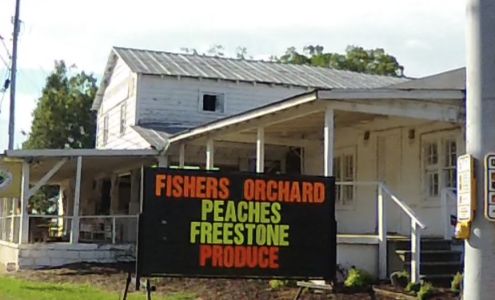 FISHERS ORCHARD
PEACHES
FREESTONE
PRODUCE